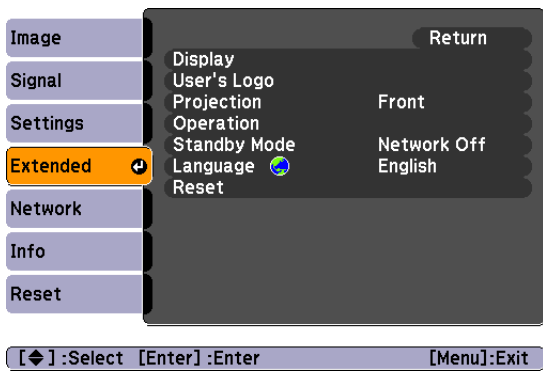 Image
Signal
Settings
Extended
Network
Info
Reset
Return
Display
User's Logo
Projection Front
Operation
Standby Mode Network Off
Language English
Reset
[◆] :Select [Enter] :Enter [Menu]:Exit